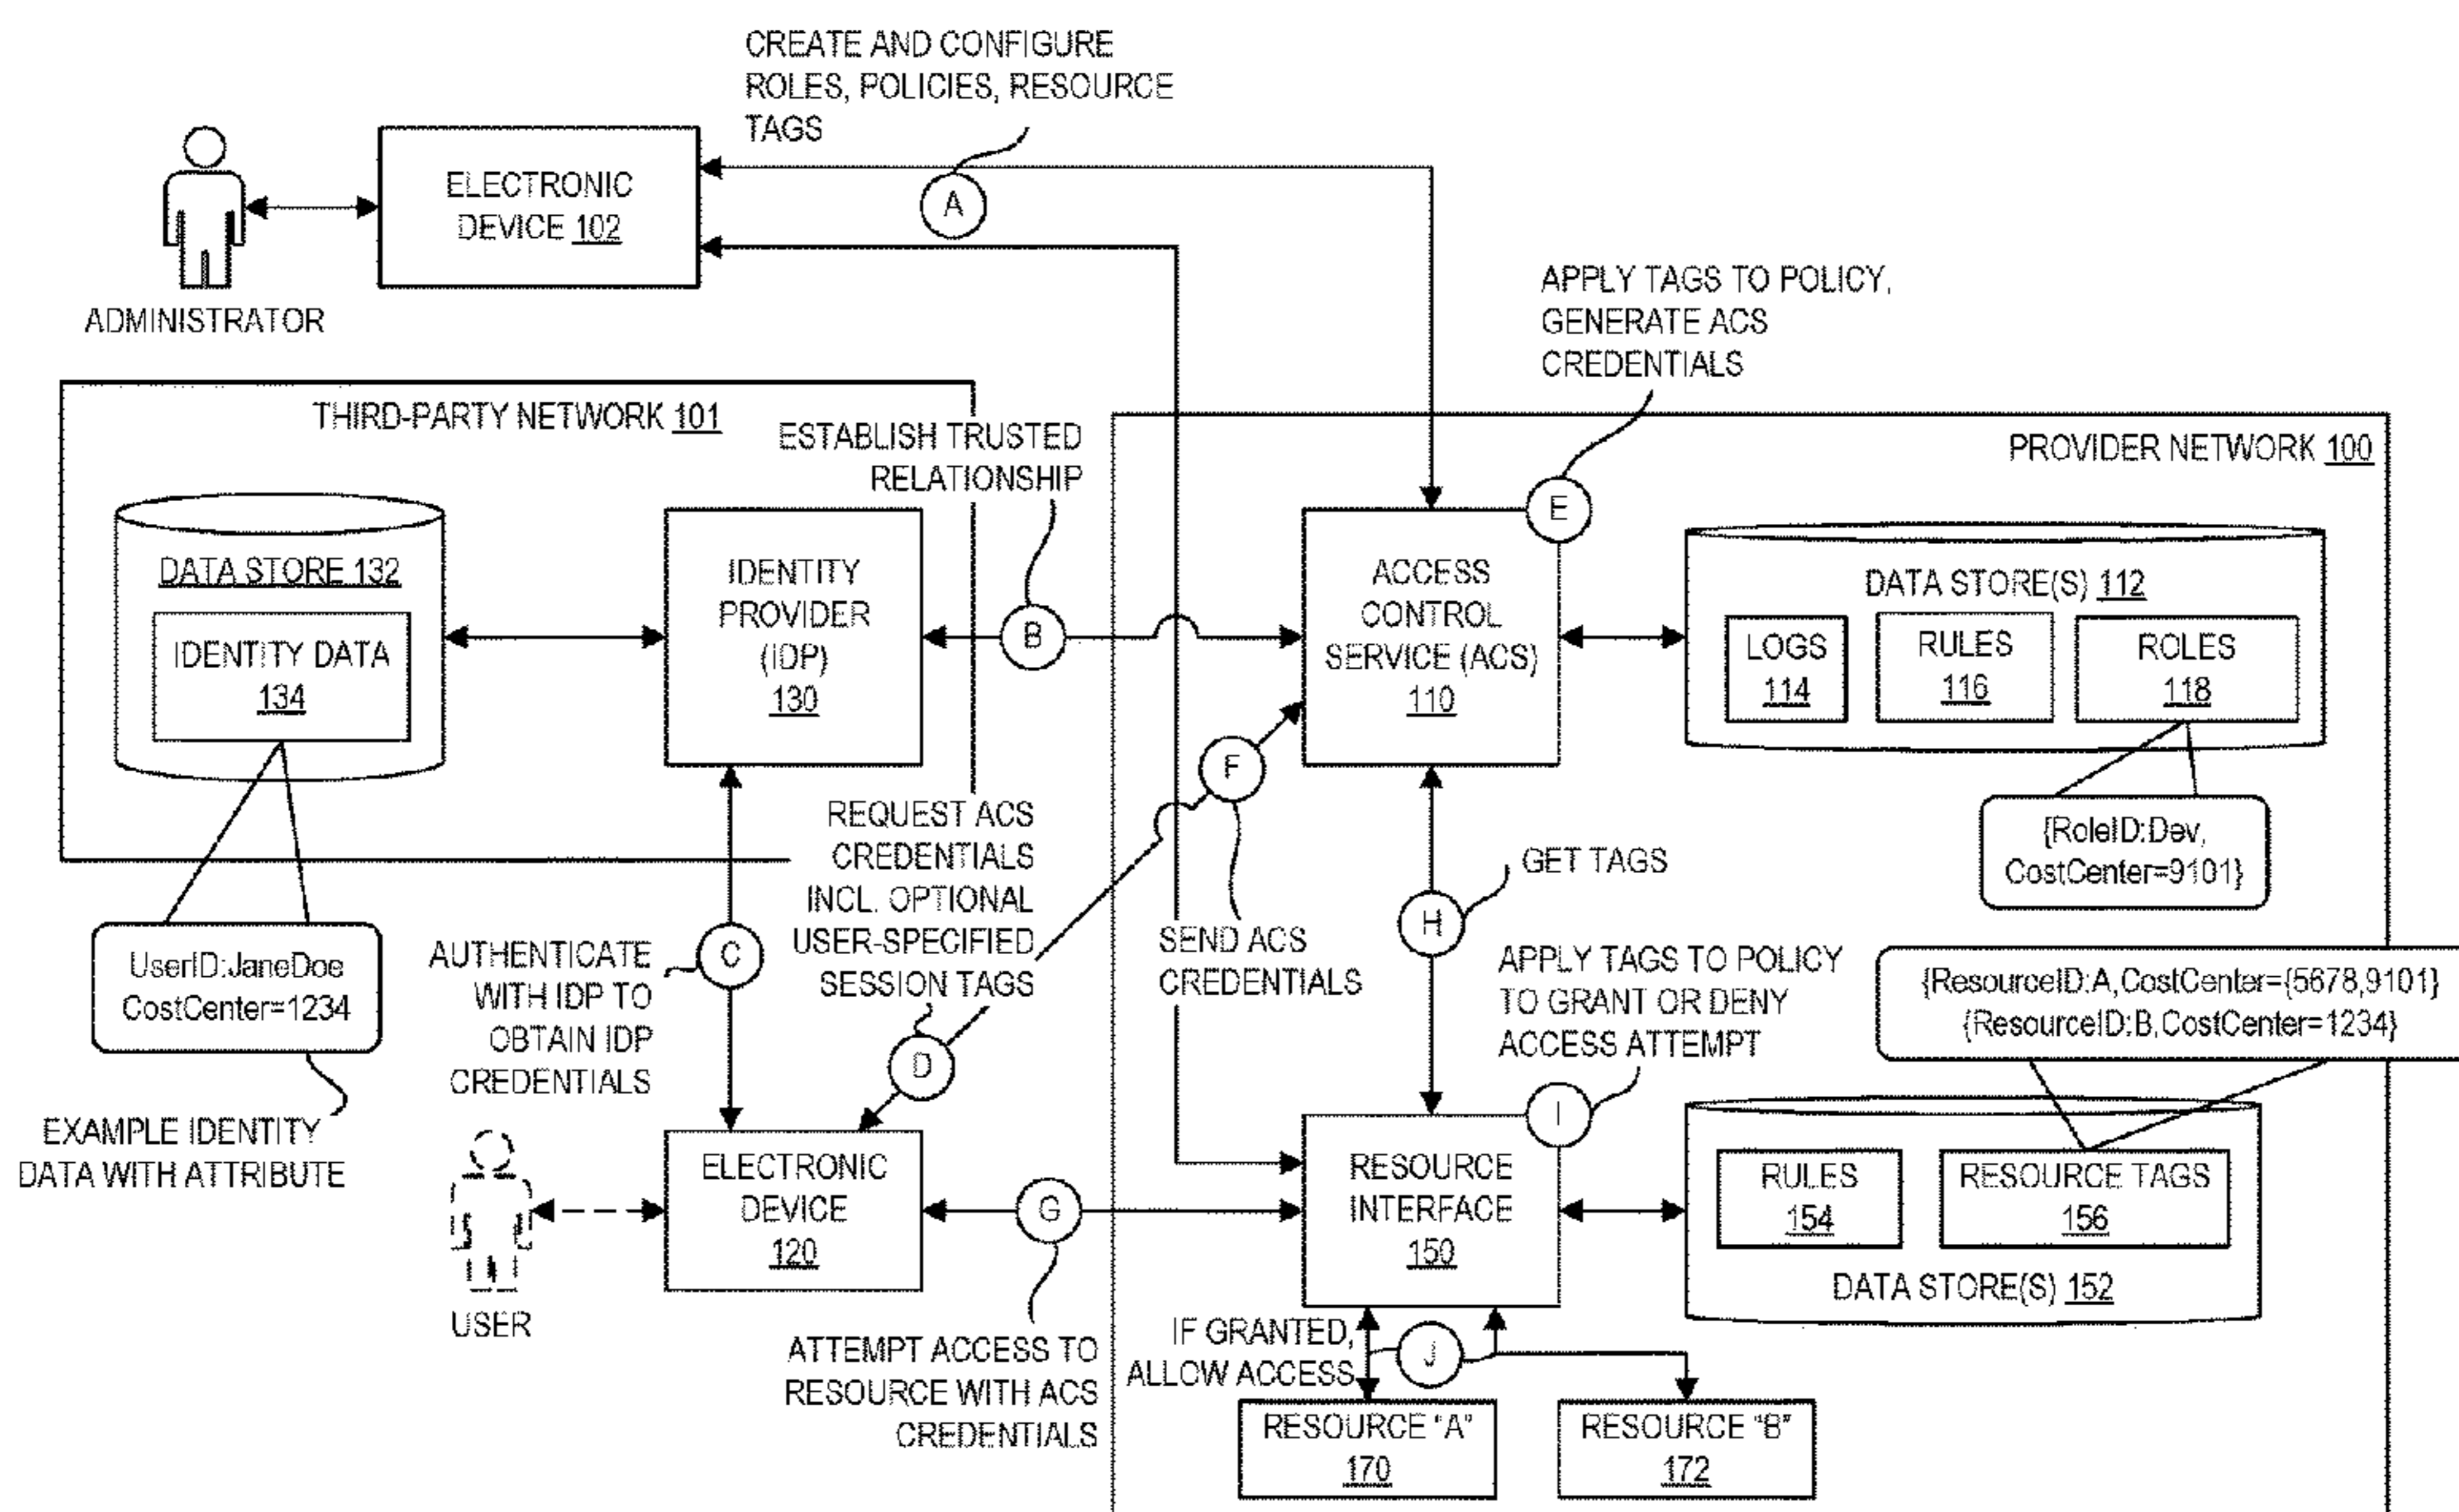 CREATE AND CONFIGURE
ROLES, POLICIES, RESOURCE
TAGS
ELECTRONIC
DEVICE 102
A
ADMINISTRATOR
APPLY TAGS TO POLICY,
GENERATE ACS
CREDENTIALS
THIRD-PARTY NETWORK 101
ESTABLISH TRUSTED
RELATIONSHIP
PROVIDER NETWORK 100
E
DATA STORE 132
IDENTITY DATA
134
IDENTITY
PROVIDER
(IDP)
130
B
ACCESS
CONTROL
SERVICE (ACS)
110
DATA STORE(S) 112
LOGS
114
RULES
116
ROLES
118
F
REQUEST ACS
CREDENTIALS
INCL. OPTIONAL
USER-SPECIFIED
SESSION TAGS
{RoleID:Dev,
CostCenter=9101}
GET TAGS
H
UserID:JaneDoe
CostCenter=1234
AUTHENTICATE
WITH IDP TO
OBTAIN IDP
CREDENTIALS
C
SEND ACS
CREDENTIALS
APPLY TAGS TO POLICY
TO GRANT OR DENY
ACCESS ATTEMPT
{ResourceID:A,CostCenter={5678,9101}
{ResourceID:B,CostCenter=1234}
D
I
EXAMPLE IDENTITY
DATA WITH ATTRIBUTE
USER
ELECTRONIC
DEVICE
120
G
RESOURCE
INTERFACE
150
RULES
154
RESOURCE TAGS
156
DATA STORE(S) 152
ATTEMPT ACCESS TO
RESOURCE WITH ACS
CREDENTIALS
IF GRANTED,
ALLOW ACCESS
J
RESOURCE "A"
170
RESOURCE "B"
172